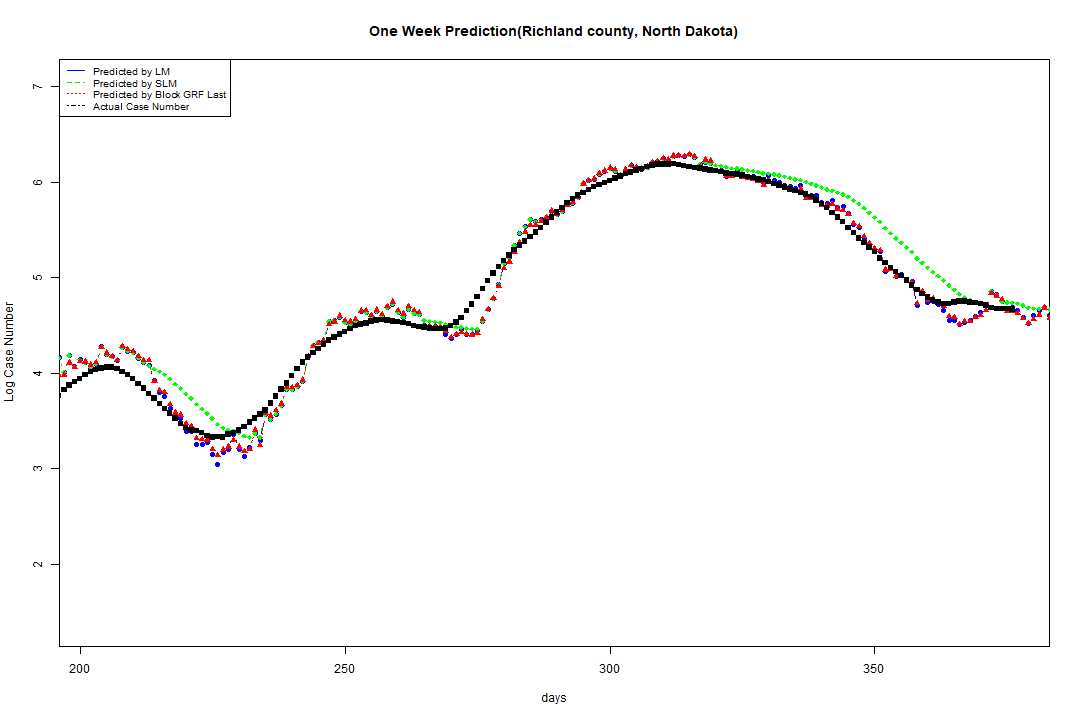 One Week Prediction(Richland county, North Dakota)
Predicted by LM
Predicted by SLM
Predicted by Block GRF Last
Actual Case Number
7
6
5
4
3
2
Log Case Number
200 250 300 350
days